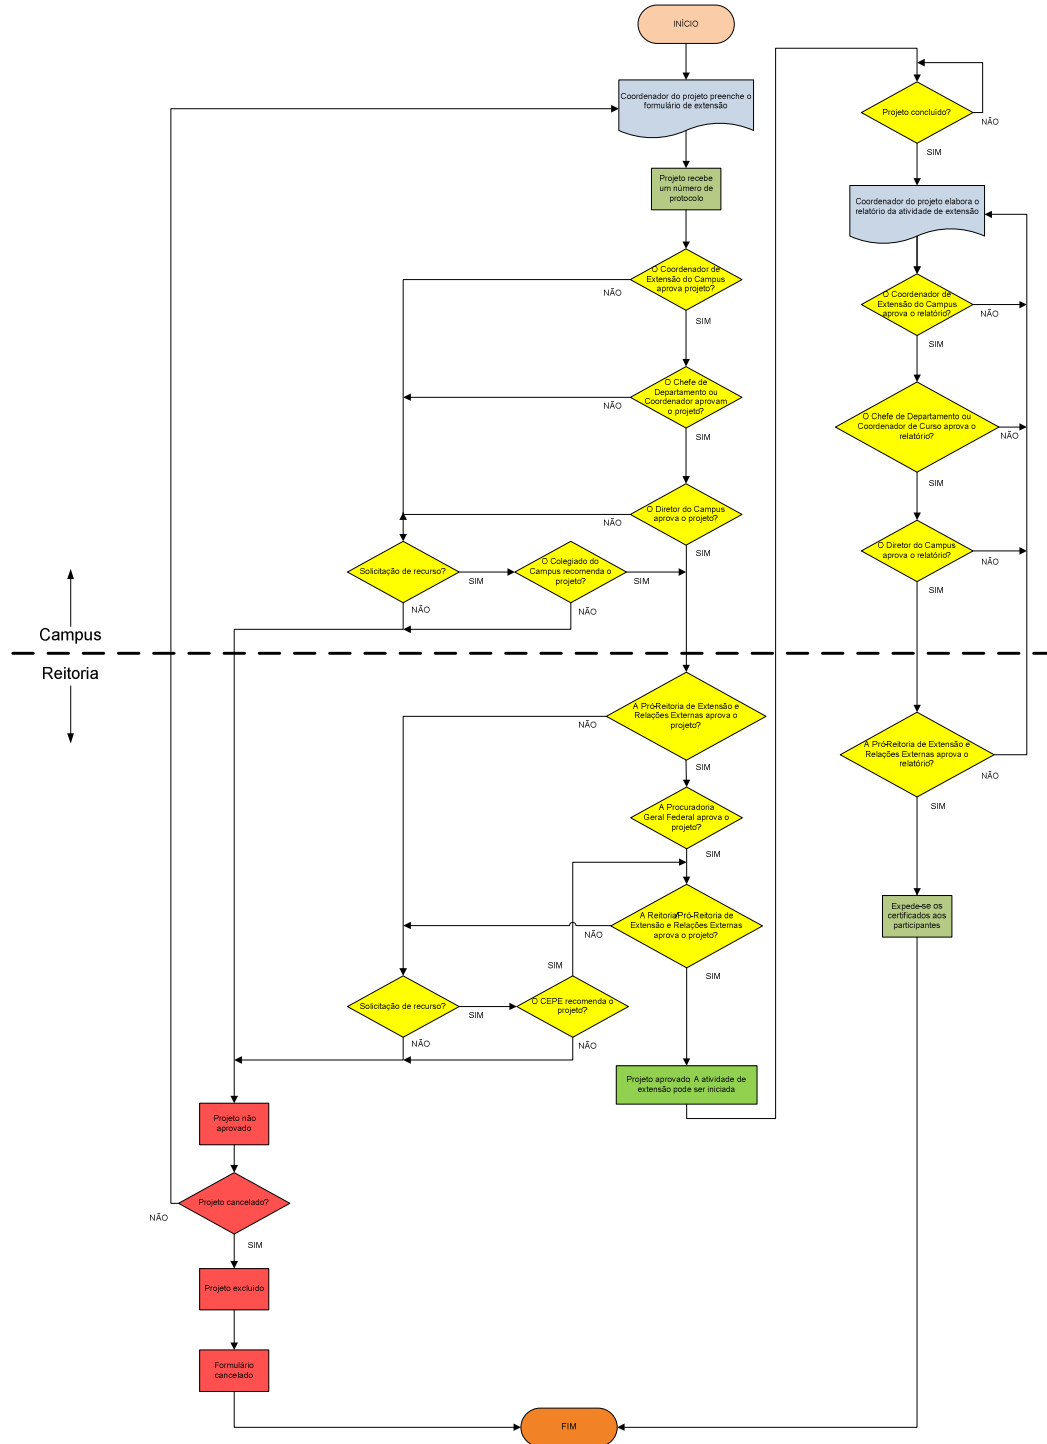 INÍCIO
Coordenador do projeto preenche o
formulário de extensão
Projeto recebe
um número de
protocolo
O Coordenador de
Extensão do Campus
aprova projeto?
NÃO
SIM
O Chefe de
Departamento ou
Coordenador aprovam
o projeto?
NÃO
SIM
O Diretor do Campus
aprova o projeto?
NÃO
SIM
Solicitação de recurso?
SIM
NÃO
O Colegiado do
Campus recomenda o
projeto?
SIM
NÃO
Campus
Reitoria
A Pró-Reitoria de Extensão e
Relações Externas aprova o
projeto?
NÃO
SIM
A Procuradoria
Geral Federal aprova o
projeto?
SIM
A Reitoria/Pró-Reitoria de
Extensão e Relações Externas
aprova o projeto?
NÃO
SIM
Solicitação de recurso?
SIM
NÃO
O CEPE recomenda o
projeto?
SIM
NÃO
Projeto aprovado. A atividade de
extensão pode ser iniciada
Projeto não
aprovado
Projeto cancelado?
NÃO
SIM
Projeto excluído
Formulário
cancelado
Projeto concluído?
NÃO
SIM
Coordenador do projeto elabora o
relatório da atividade de extensão
O Coordenador de
Extensão do Campus
aprova o relatório?
NÃO
SIM
O Chefe de Departamento ou
Coordenador de Curso aprova o
relatório?
NÃO
SIM
O Diretor do Campus
aprova o relatório?
NÃO
SIM
A Pró-Reitoria de Extensão e
Relações Externas aprova o
relatório?
NÃO
SIM
Expede-se os
certificados aos
participantes
FIM